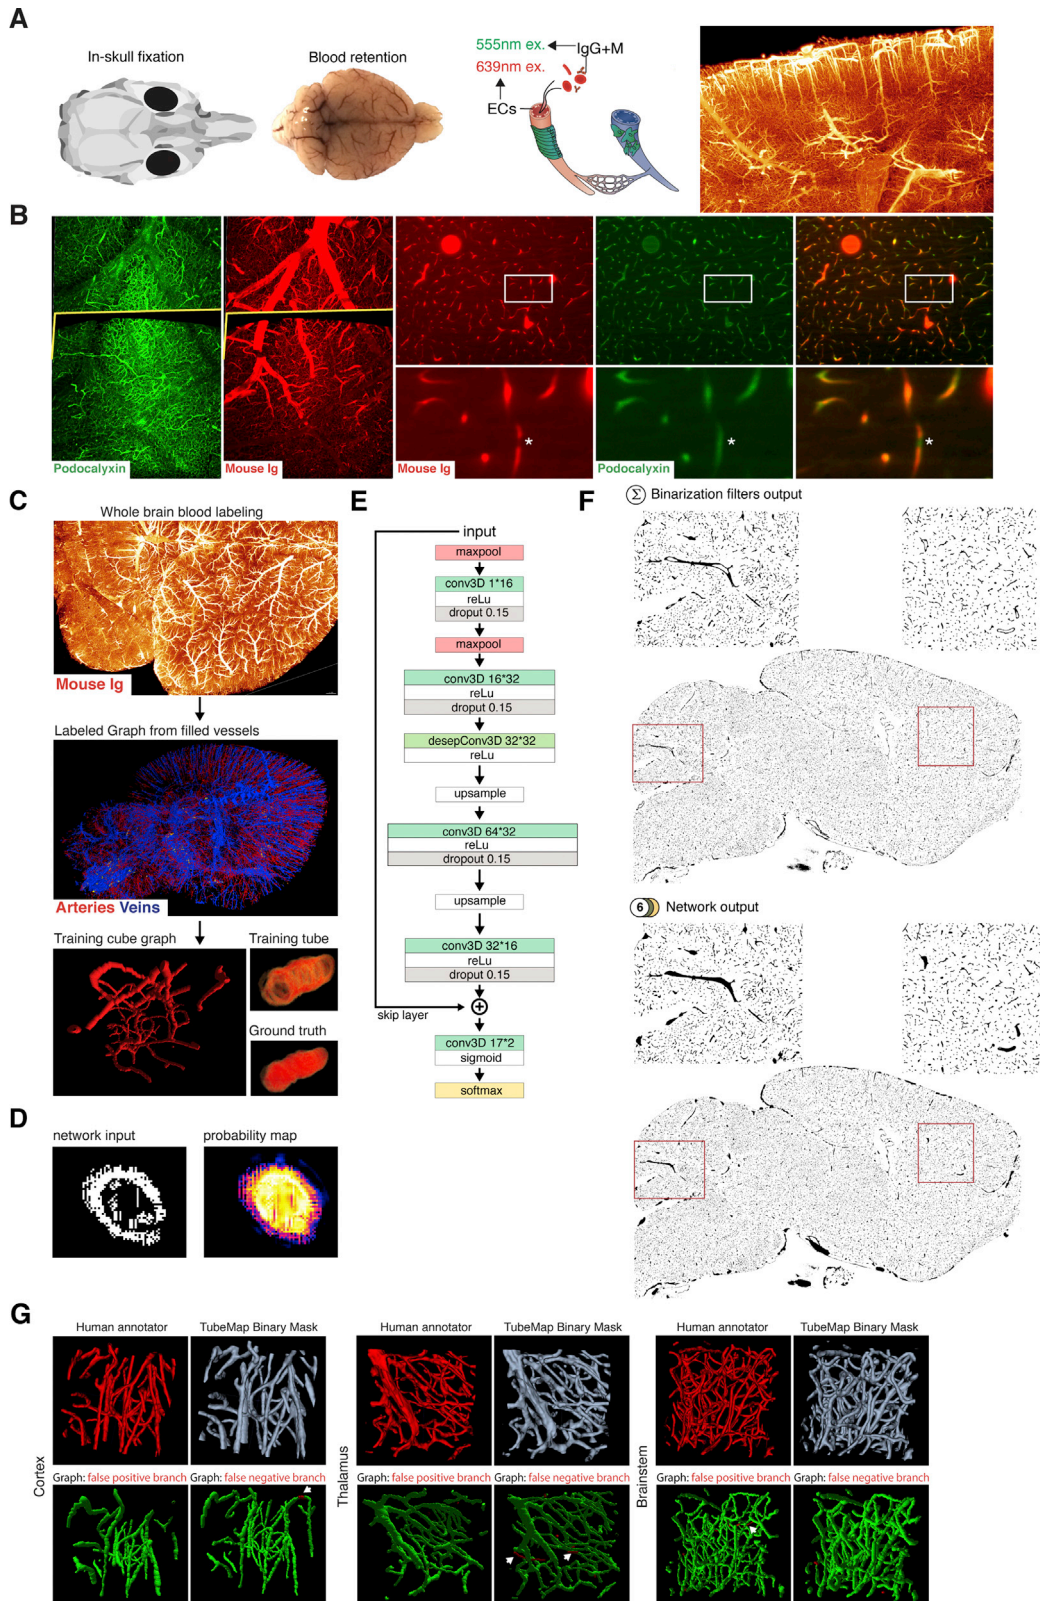 A
In-skull fixation
Blood retention
555nm ex.
IgG+M
639nm ex.
ECs
B
Podocalyxin
Mouse Ig
Mouse Ig
*
Podocalyxin
*
*
C
Whole brain blood labeling
Mouse Ig
Labeled Graph from filled vessels
Arteries Veins
Training cube graph
Training tube
Ground truth
D
network input
probability map
E
input
maxpool
conv3D 1*16
reLu
droput 0.15
maxpool
conv3D 16*32
reLu
droput 0.15
desepConv3D 32*32
reLu
upsample
conv3D 64*32
reLu
dropout 0.15
upsample
conv3D 32*16
reLu
droput 0.15
skip layer
+
conv3D 17*2
sigmoid
softmax
F
Σ Binarization filters output
6 Network output
G
Cortex
Human annotator
TubeMap Binary Mask
Graph: false positive branch
Graph: false negative branch
Thalamus
Human annotator
TubeMap Binary Mask
Graph: false positive branch
Graph: false negative branch
Brainstem
Human annotator
TubeMap Binary Mask
Graph: false positive branch
Graph: false negative branch